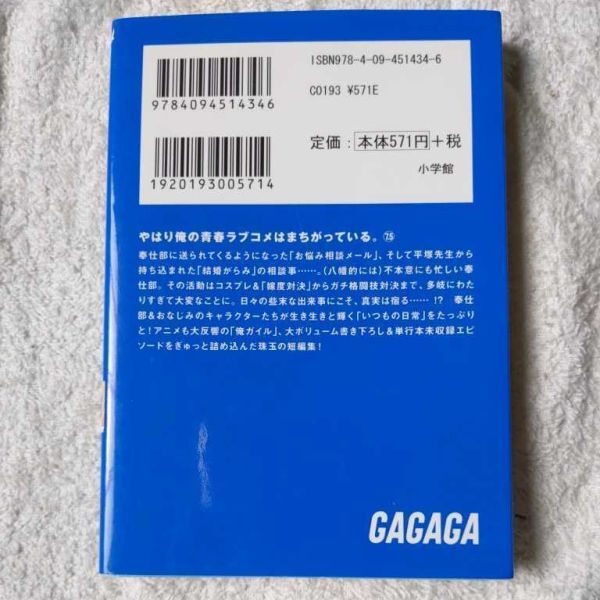 ISBN978-4-09-451434-6
9784094514346
C0193 ¥571E
定価：本体571円+税
1920193005714
小学館
やはり俺の青春ラブコメはまちがっている。7.5
奉仕部に送られてくるようになった「お悩み相談メール」、そして平塚先生から
持ち込まれた「結婚がらみ」の相談事……。（八幡的には）不本意にも忙しい奉
仕部。その活動はコスプレ&「嫁度対決」からガチ格闘技対決まで、多岐にわた
りすぎて大変なことに。日々の些末な出来事にこそ、真実は宿る……!? 奉仕
部&おなじみのキャラクターたちが生き生きと輝く「いつもの日常」をたっぷり
と!アニメも大反響の「俺ガイル」、大ボリューム書き下ろし&単行本未収録エピ
ソードをぎゅっと詰め込んだ珠玉の短編集!
GAGAGA